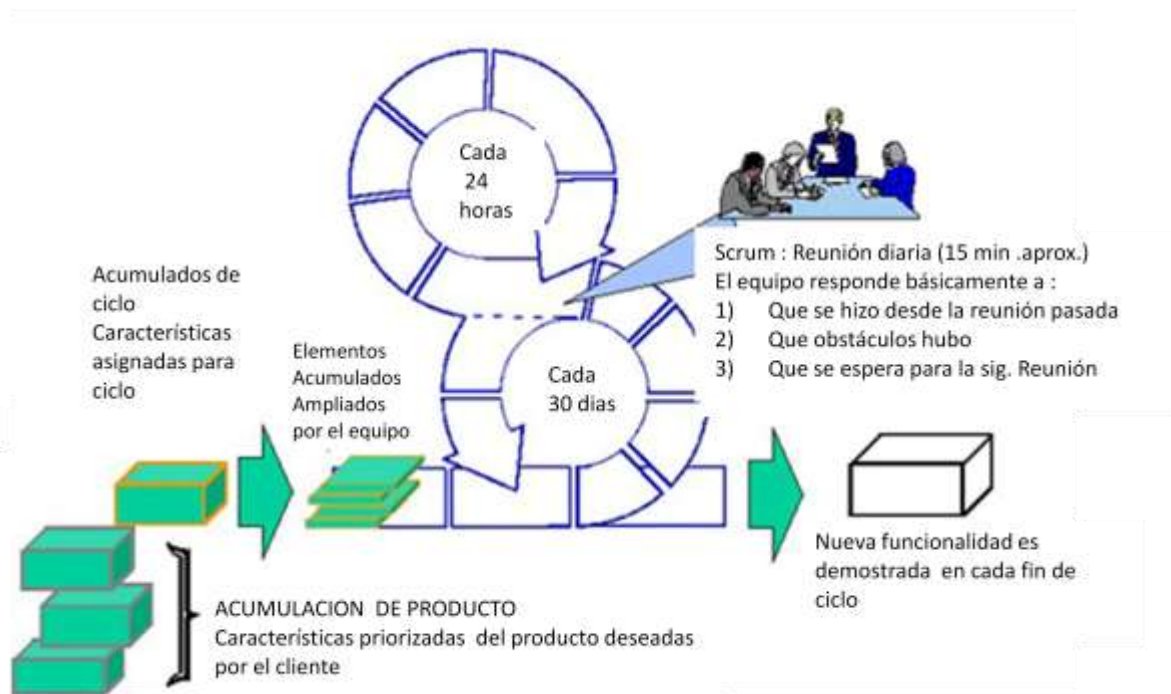 Cada
24
horas
Scrum : Reunión diaria (15 min .aprox.)
El equipo responde básicamente a :
1) Que se hizo desde la reunión pasada
2) Que obstáculos hubo
3) Que se espera para la sig. Reunión
Acumulados de
ciclo
Características
asignadas para
ciclo
Elementos
Acumulados
Ampliados
por el equipo
Cada
30 dias
Nueva funcionalidad es
demostrada en cada fin de
ciclo
ACUMULACION DE PRODUCTO
Características priorizadas del producto deseadas
por el cliente